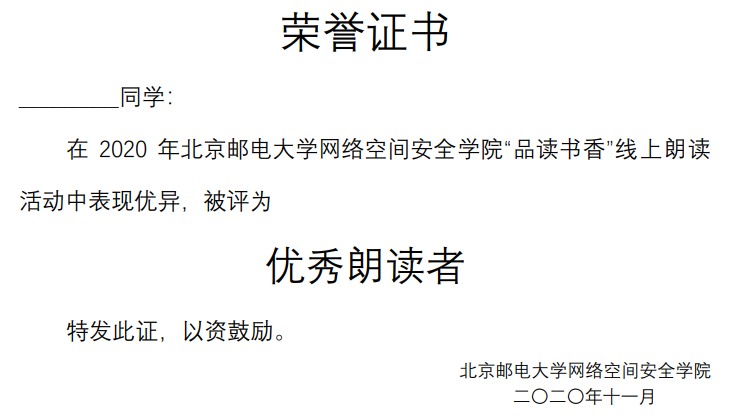 荣誉证书
_________同学：
在 2020 年北京邮电大学网络空间安全学院“品读书香”线上朗读
活动中表现优异，被评为
优秀朗读者
特发此证，以资鼓励。
北京邮电大学网络空间安全学院
二〇二〇年十一月